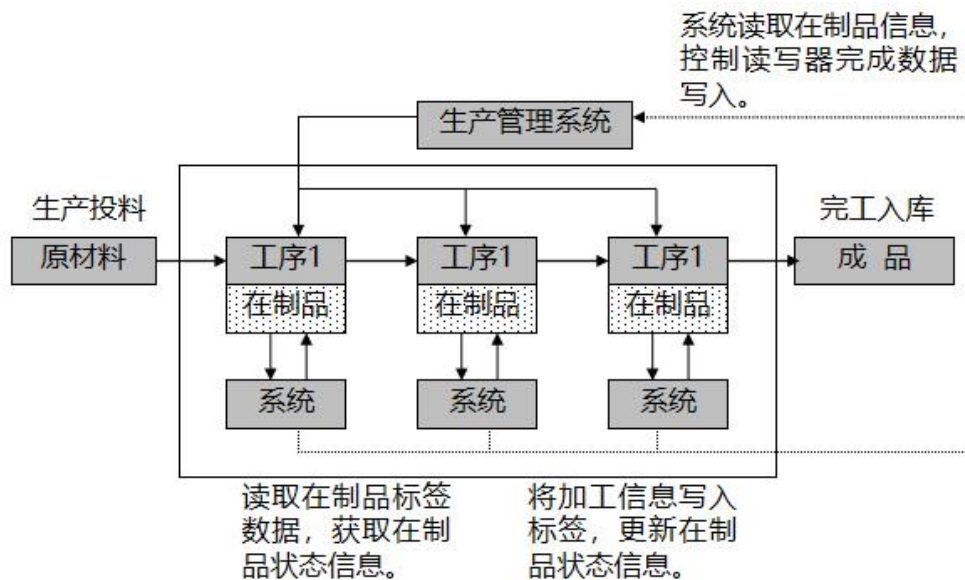 系统读取在制品信息，
控制读写器完成数据
写入。
生产管理系统
生产投料
完工入库
原材料
工序1
工序1
工序1
成 品
在制品
在制品
在制品
系统
系统
系统
读取在制品标签
数据，获取在制
品状态信息。
将加工信息写入
标签，更新在制
品状态信息。